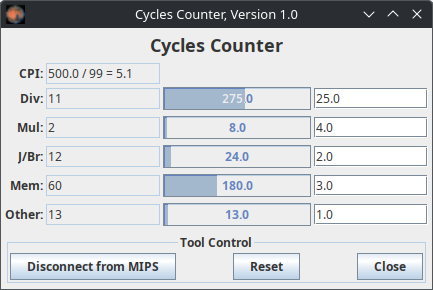 Cycles Counter, Version 1.0
Cycles Counter
CPI: 500.0 / 99 = 5.1
Div: 11 275.0 25.0
Mul: 2 8.0 4.0
J/Br: 12 24.0 2.0
Mem: 60 180.0 3.0
Other: 13 13.0 1.0
Tool Control
Disconnect from MIPS Reset Close